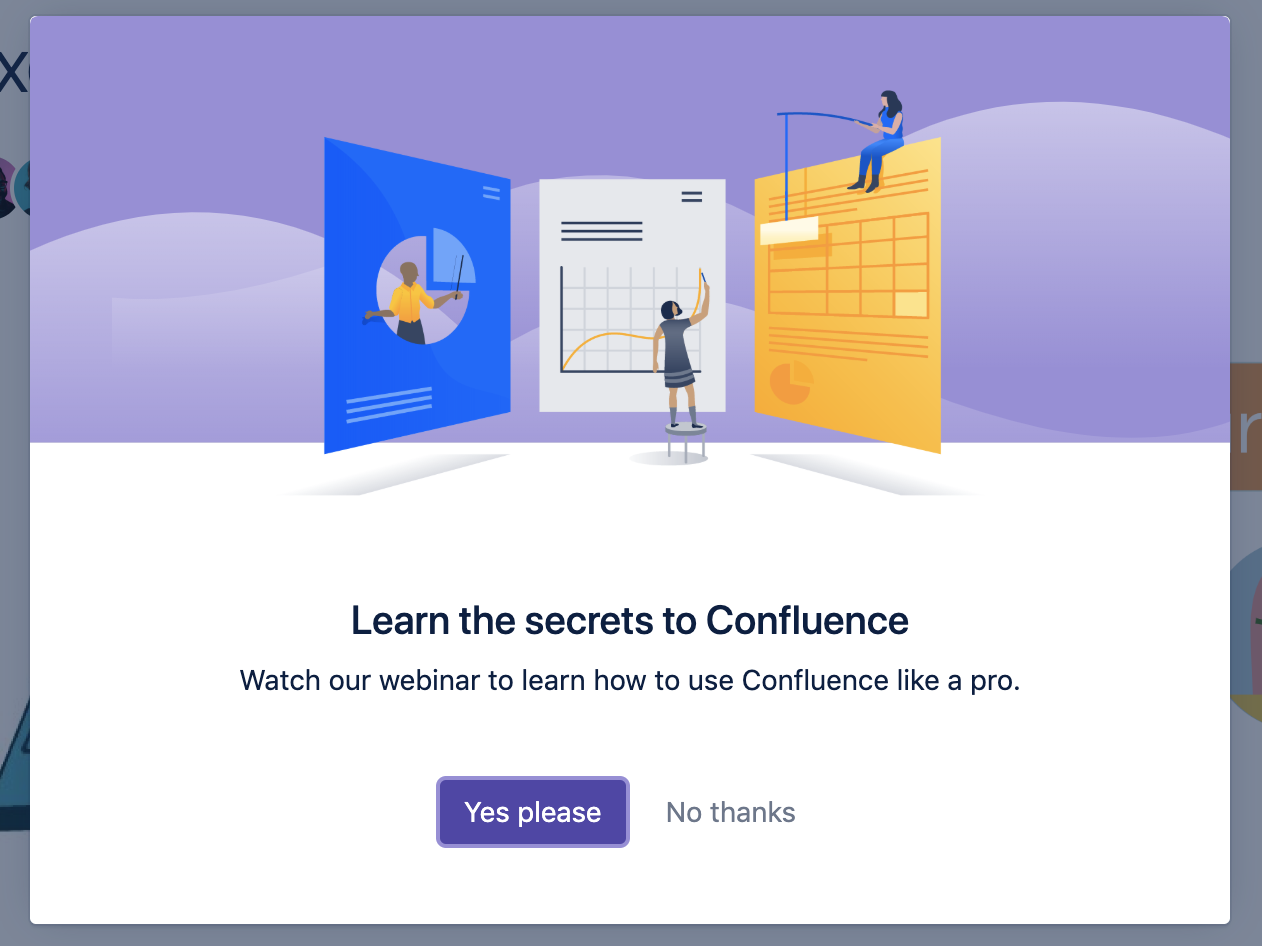 Learn the secrets to Confluence
Watch our webinar to learn how to use Confluence like a pro.
Yes please
No thanks